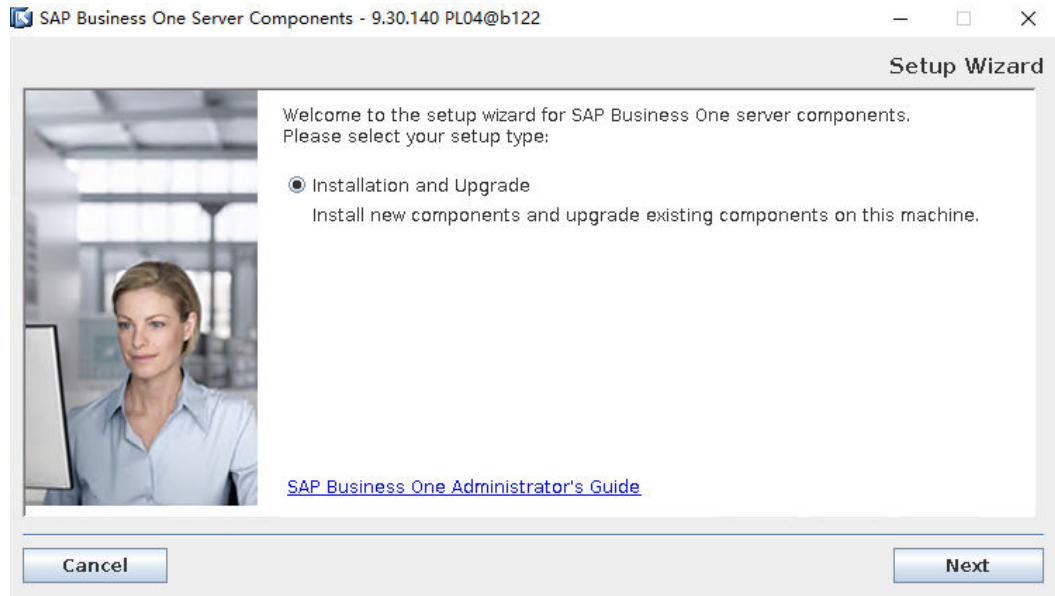 SAP Business One Server Components - 9.30.140 PL04@b122
Setup Wizard
Welcome to the setup wizard for SAP Business One server components.
Please select your setup type:
Installation and Upgrade
Install new components and upgrade existing components on this machine.
SAP Business One Administrator's Guide
Cancel
Next